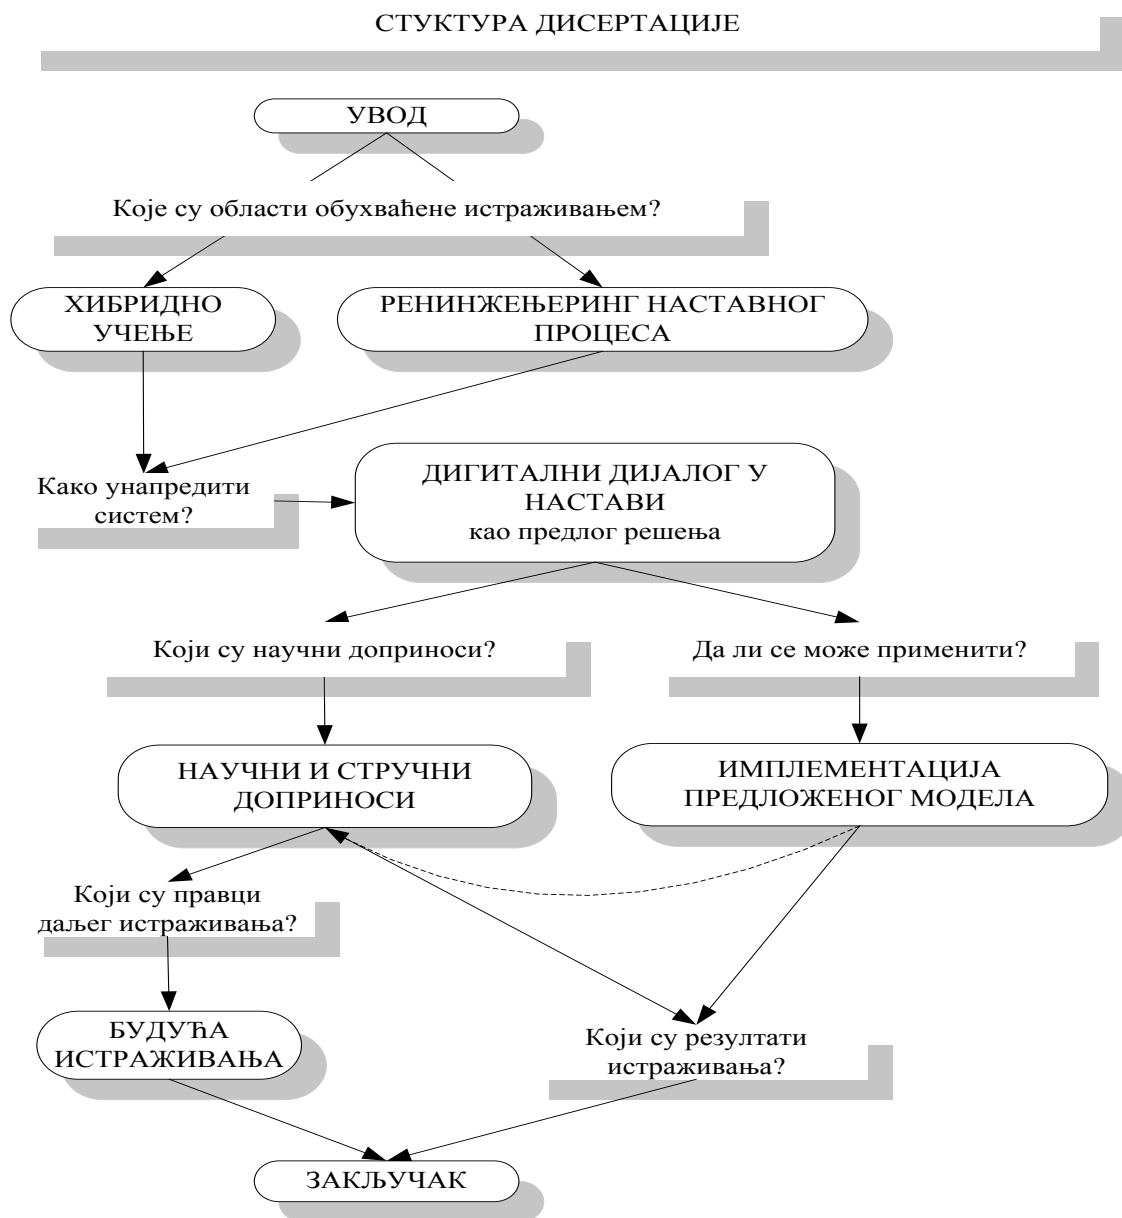 СТУКТУРА ДИСЕРТАЦИЈЕ
УВОД
Које су области обухваћене истраживањем?
ХИБРИДНО
УЧЕЊЕ
РЕНИНЖЕЊЕРИНГ НАСТАВНОГ
ПРОЦЕСА
Како унапредити
систем?
ДИГИТАЛНИ ДИЈАЛОГ У
НАСТАВИ
као предлог решења
Који су научни доприноси?
Да ли се може применити?
НАУЧНИ И СТРУЧНИ
ДОПРИНОСИ
ИМПЛЕМЕНТАЦИЈА
ПРЕДЛОЖЕНОГ МОДЕЛА
Који су правци
даљег истраживања?
БУДУЋА
ИСТРАЖИВАЊА
Који су резултати
истраживања?
ЗАКЉУЧАК